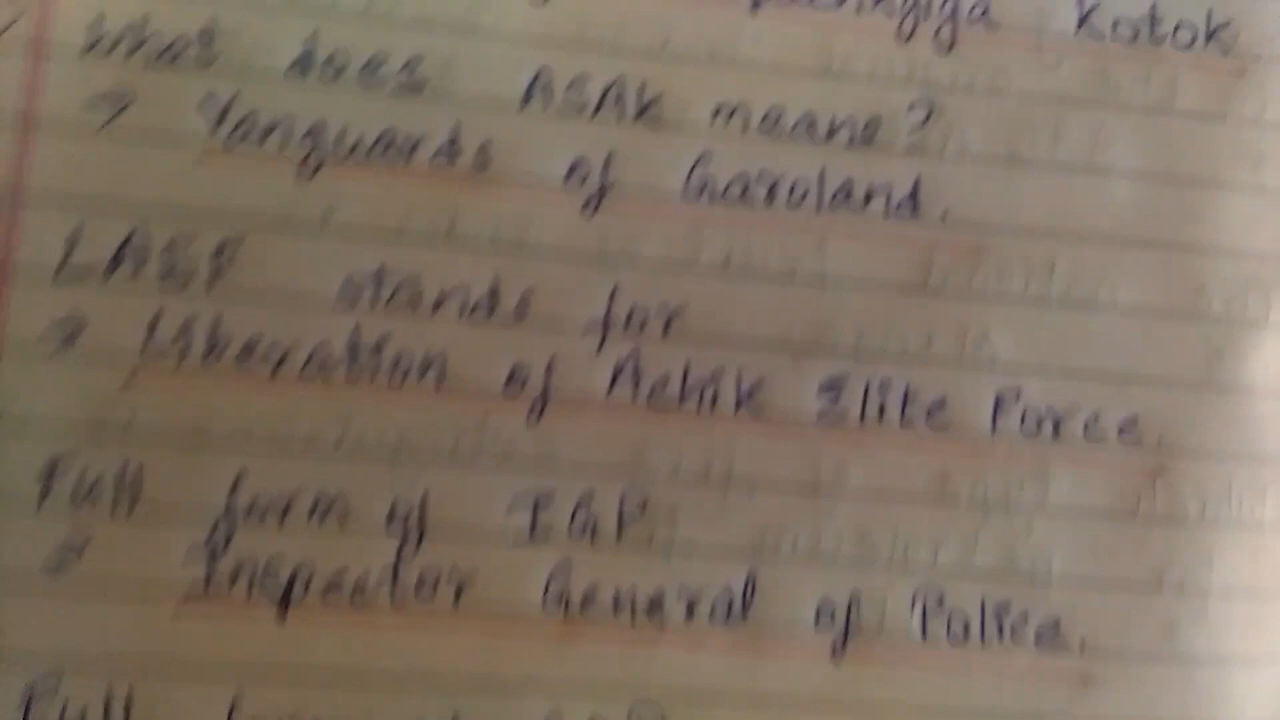 Kotok
What does ASAK means?
→ Vanguards of Garoland.
LAEF stands for
→ Liberation of Achik Elite Force.
Full form of IGP
→ Inspector General of Police.
Full